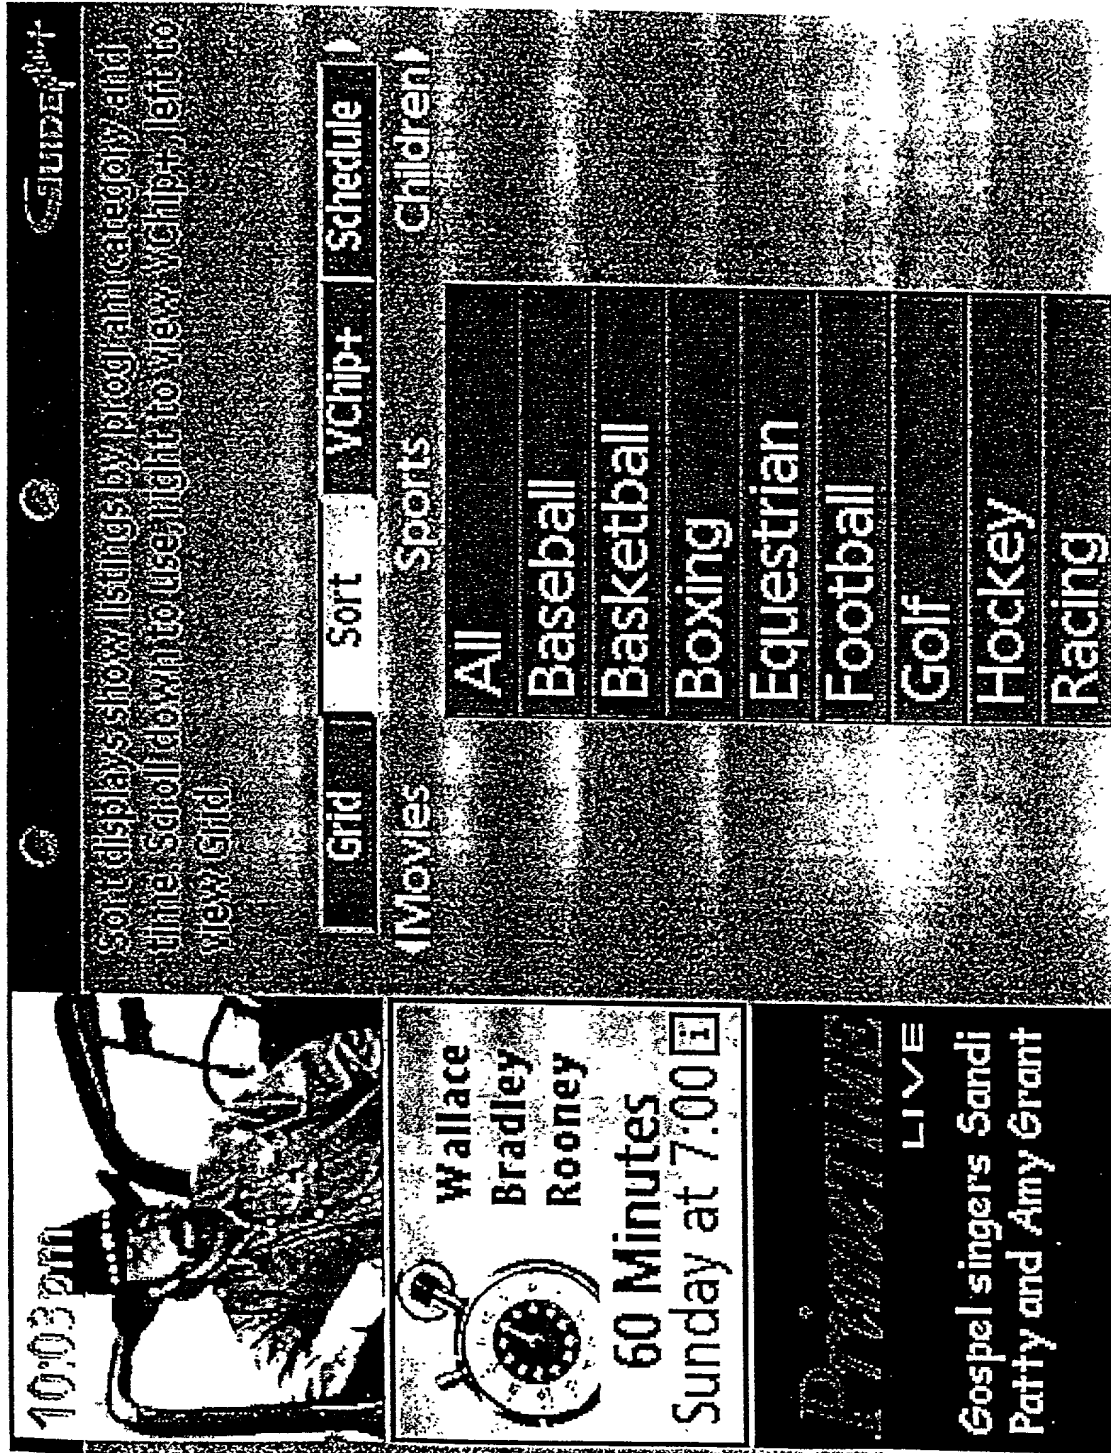 10:03pm
GUIDE Plus+
Sort displays show listings by program category and
time. Scroll down to use, right to view VChip+, left to
view Grid.
Grid Sort VChip+ Schedule
Movies Sports Children
All
Baseball
Basketball
Boxing
Equestrian
Football
Golf
Hockey
Racing
Wallace
Bradley
Rooney
60 Minutes
Sunday at 7:00 i
Primetime
LIVE
Gospel singers Sandi
Patty and Amy Grant